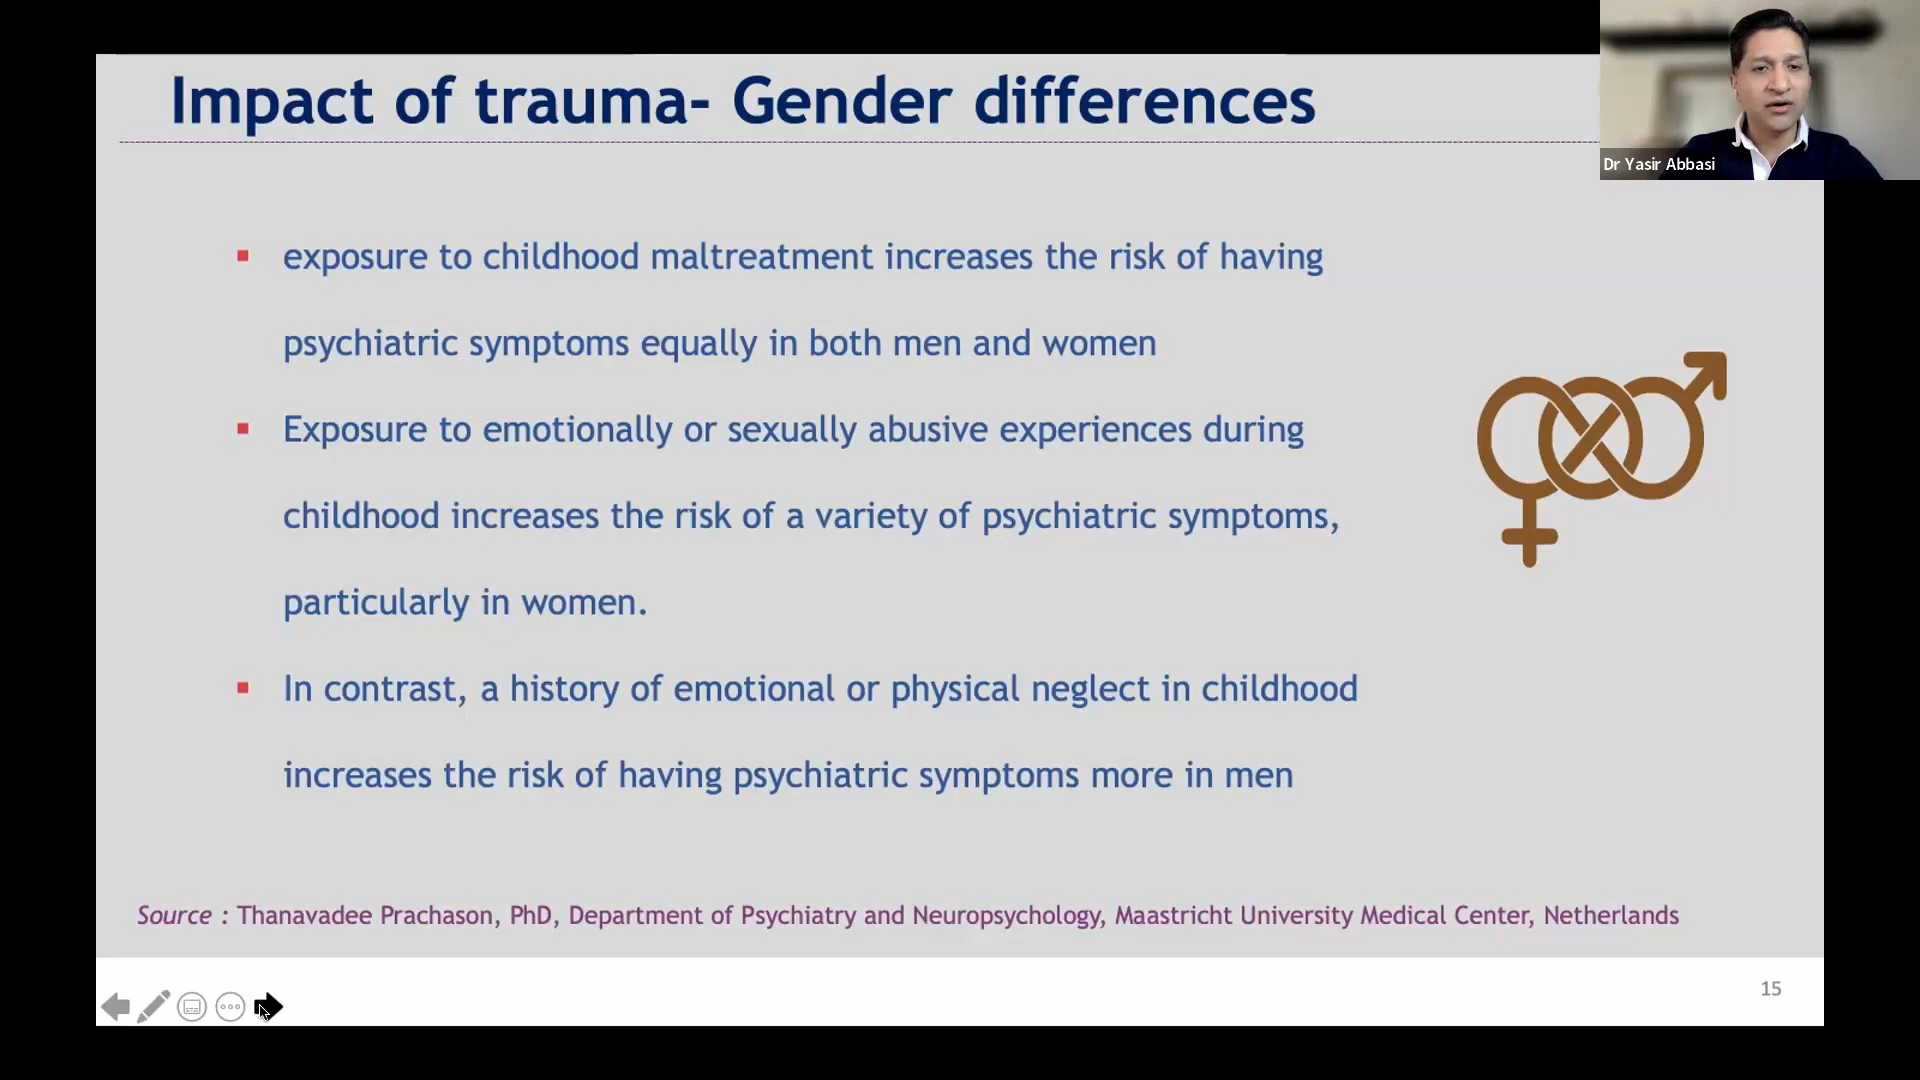 Impact of trauma- Gender differences
Dr Yasir Abbasi
exposure to childhood maltreatment increases the risk of having
psychiatric symptoms equally in both men and women
Exposure to emotionally or sexually abusive experiences during
childhood increases the risk of a variety of psychiatric symptoms,
particularly in women.
In contrast, a history of emotional or physical neglect in childhood
increases the risk of having psychiatric symptoms more in men
Source : Thanavadee Prachason, PhD, Department of Psychiatry and Neuropsychology, Maastricht University Medical Center, Netherlands
15